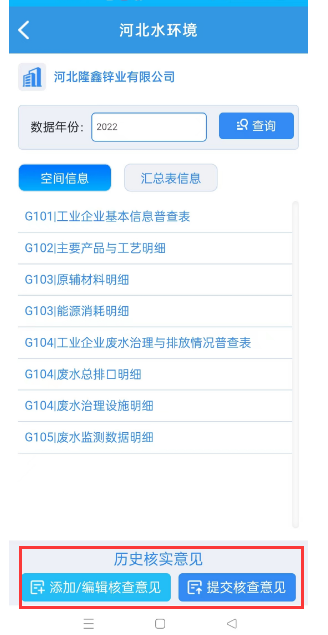 河北水环境
河北隆鑫锌业有限公司
数据年份： 2022 查询
空间信息 汇总表信息
G101|工业企业基本信息普查表
G102|主要产品与工艺明细
G103|原辅材料明细
G103|能源消耗明细
G104|工业企业废水治理与排放情况普查表
G104|废水总排口明细
G104|废水治理设施明细
G105|废水监测数据明细
历史核实意见
添加/编辑核查意见 提交核查意见